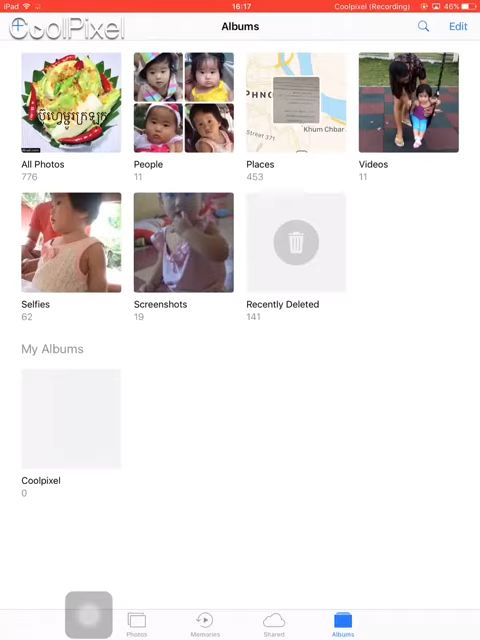 iPad 16:17 Coolpixel (Recording) 46%
CoolPixel Albums Edit
All Photos People Places Videos
776 11 453 11
Street 371
Khum Chbar
Selfies Screenshots Recently Deleted
62 19 141
My Albums
Coolpixel
0
Photos Memories Shared Albums